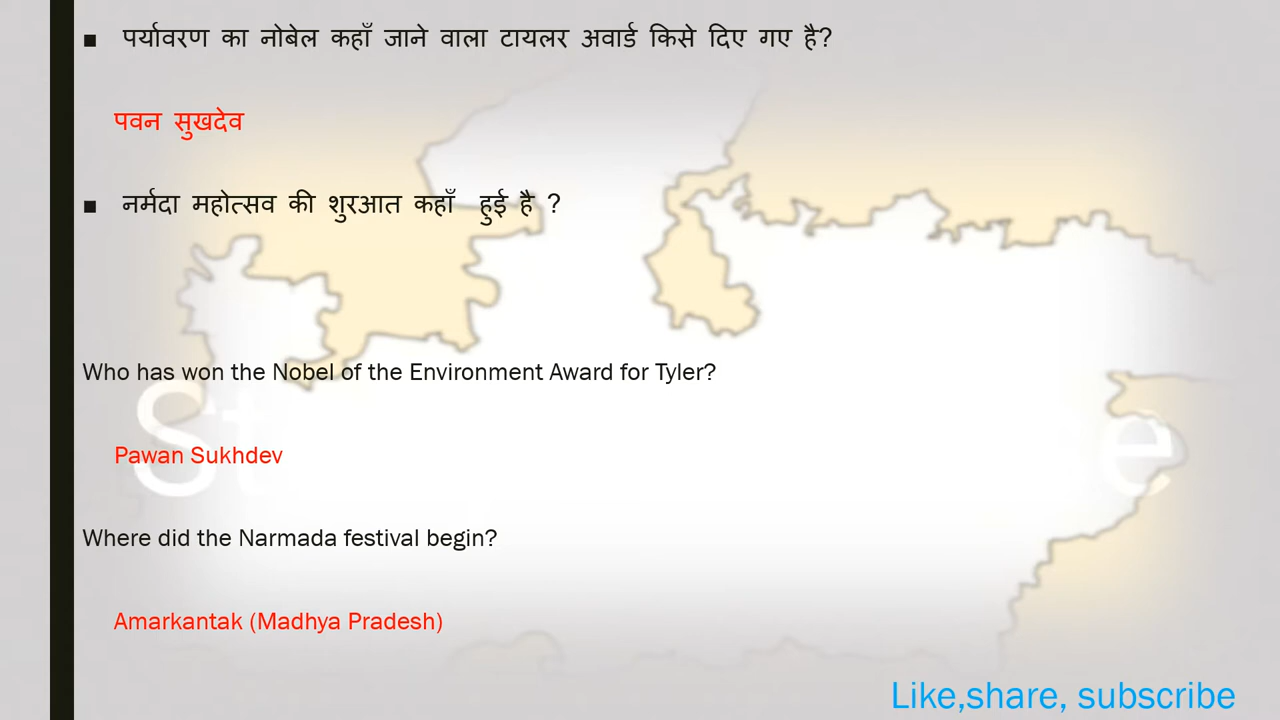 ▪ पर्यावरण का नोबेल कहाँ जाने वाला टायलर अवार्ड किसे दिए गए है?
पवन सुखदेव
▪ नर्मदा महोत्सव की शुरआत कहाँ हुई है ?
Who has won the Nobel of the Environment Award for Tyler?
Pawan Sukhdev
Where did the Narmada festival begin?
Amarkantak (Madhya Pradesh)
Like,share, subscribe